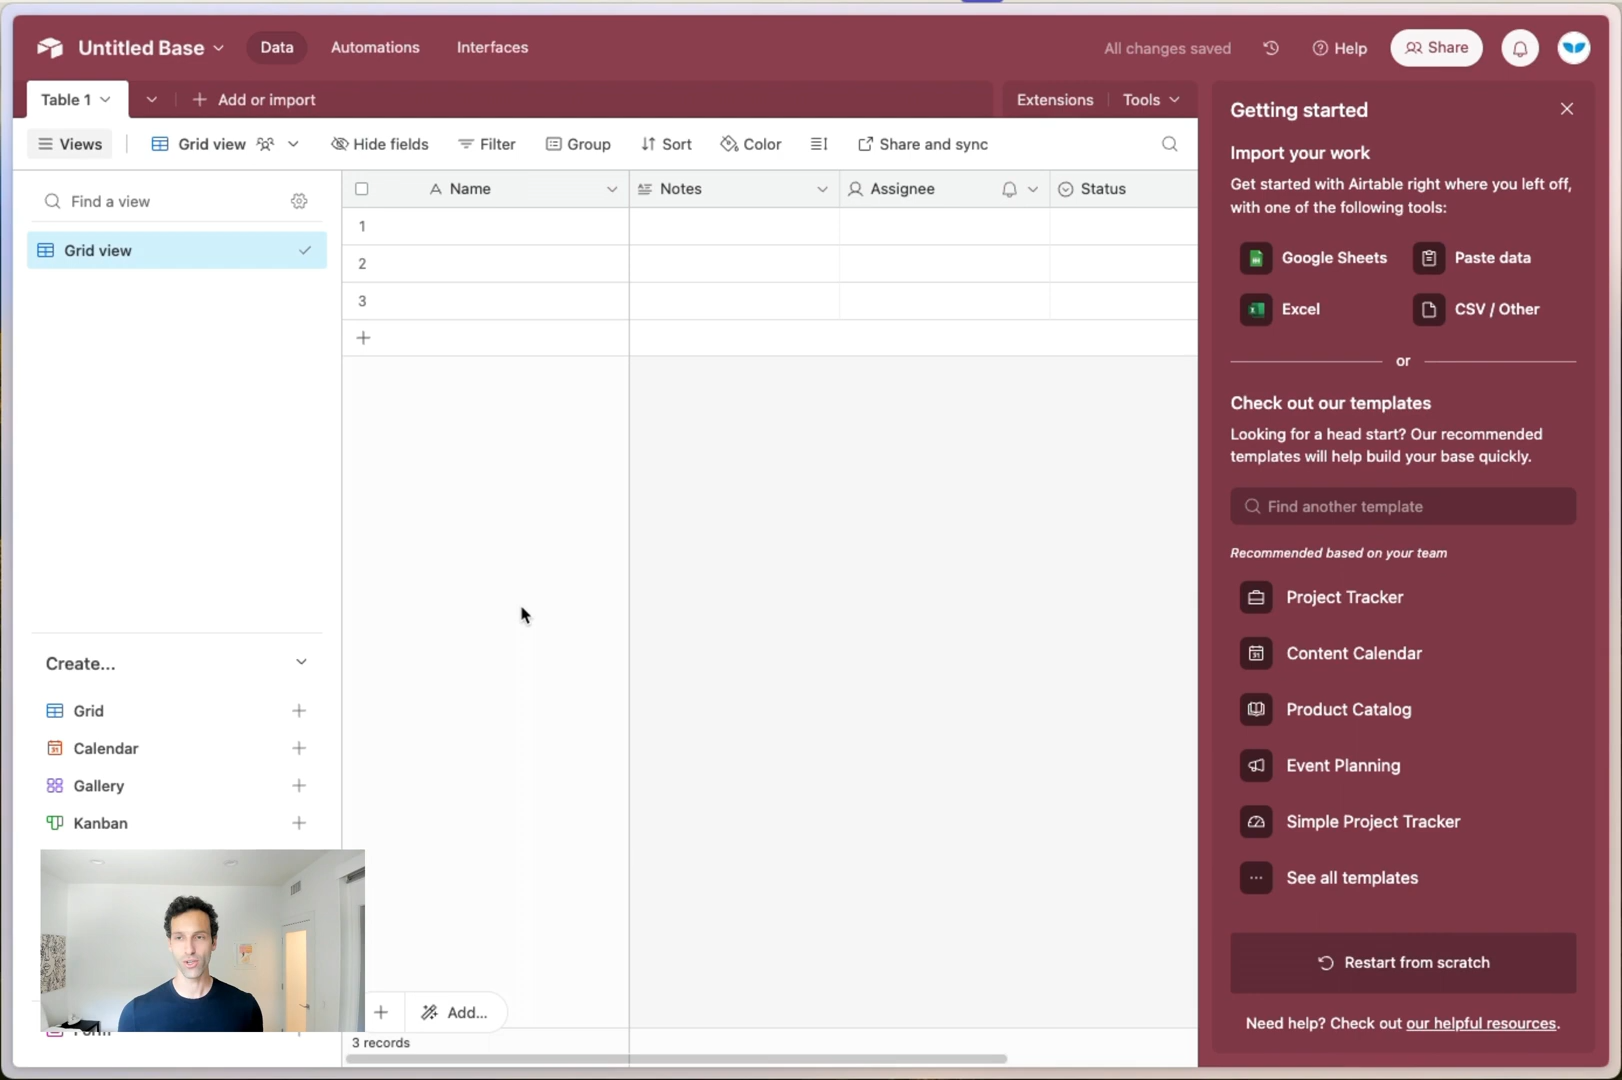 Untitled Base
Data
Automations
Interfaces
All changes saved
Help
Share
Table 1
Add or import
Extensions
Tools
Views
Grid view
Hide fields
Filter
Group
Sort
Color
Share and sync
Find a view
Grid view
Name
Notes
Assignee
Status
1
2
3
Create...
Grid
Calendar
Gallery
Kanban
Add...
3 records
Getting started
Import your work
Get started with Airtable right where you left off,
with one of the following tools:
Google Sheets
Paste data
Excel
CSV / Other
or
Check out our templates
Looking for a head start? Our recommended
templates will help build your base quickly.
Find another template
Recommended based on your team
Project Tracker
Content Calendar
Product Catalog
Event Planning
Simple Project Tracker
See all templates
Restart from scratch
Need help? Check out our helpful resources.